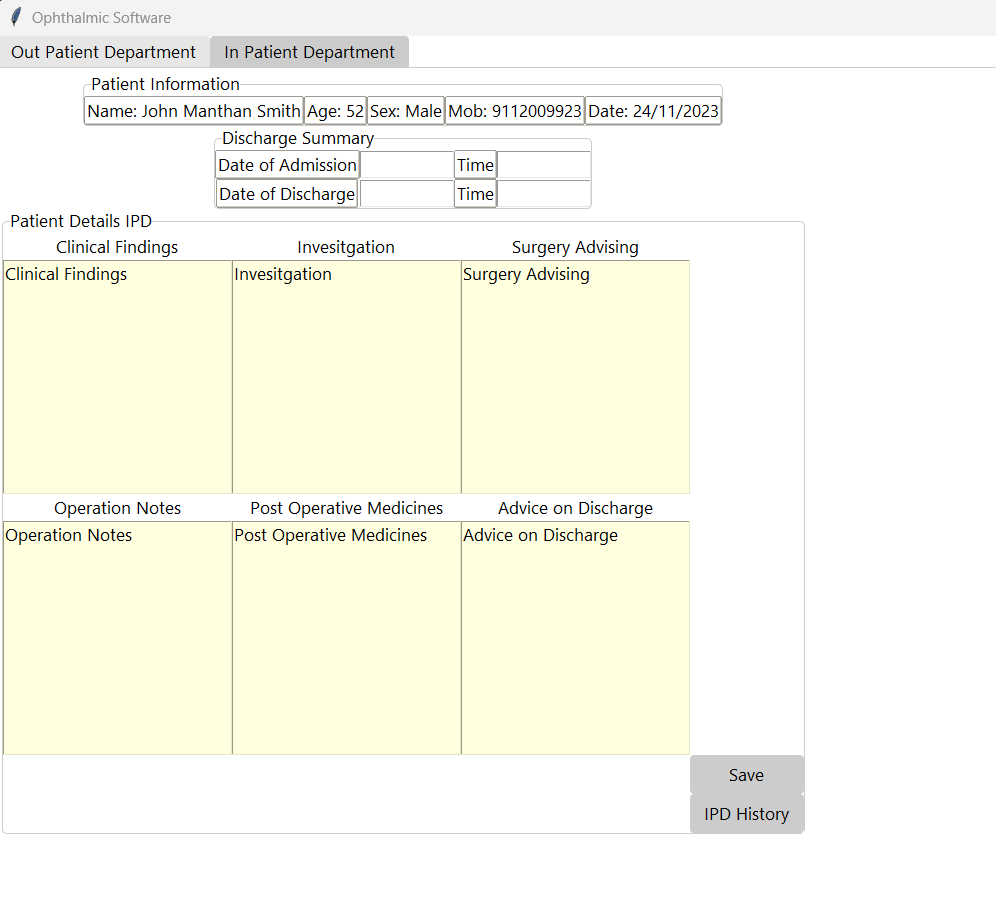 Ophthalmic Software
Out Patient Department In Patient Department
Patient Information
Name: John Manthan Smith Age: 52 Sex: Male Mob: 9112009923 Date: 24/11/2023
Discharge Summary
Date of Admission Time
Date of Discharge Time
Patient Details IPD
Clinical Findings Invesitgation Surgery Advising
Clinical Findings Invesitgation Surgery Advising
Operation Notes Post Operative Medicines Advice on Discharge
Operation Notes Post Operative Medicines Advice on Discharge
Save
IPD History